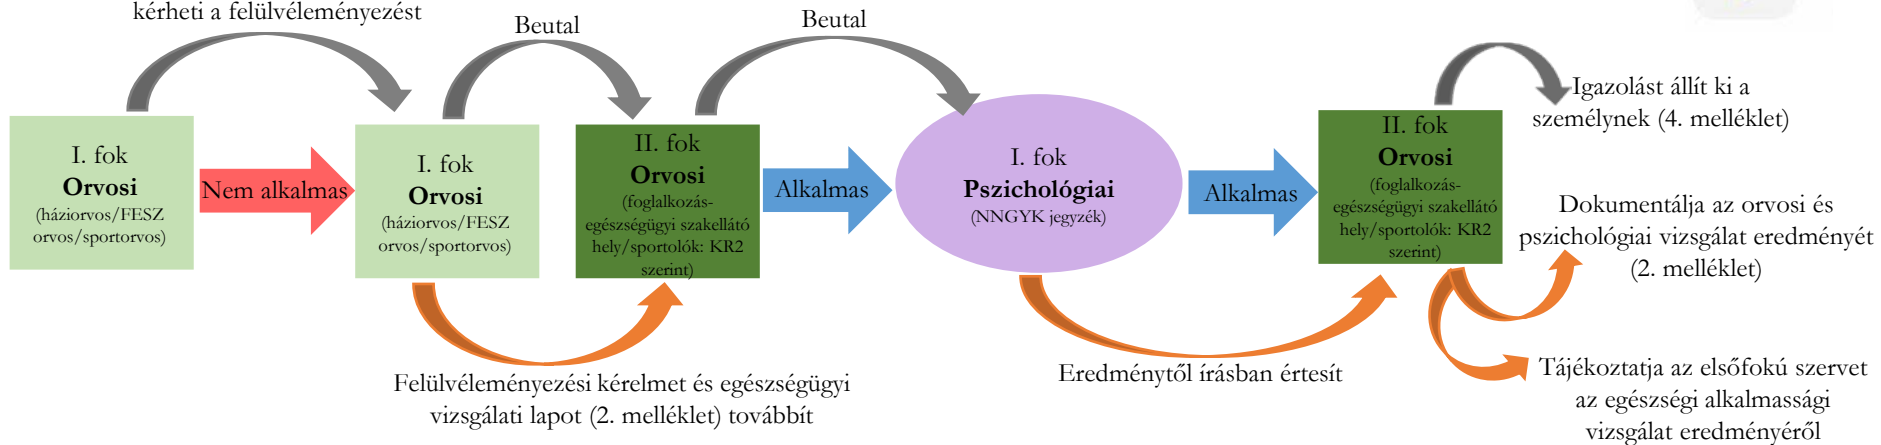 kérheti a felülvéleményezést
Beutal
Beutal
I. fok
Orvosi
(háziorvos/FESZ
orvos/sportorvos)
Nem alkalmas
I. fok
Orvosi
(háziorvos/FESZ
orvos/sportorvos)
II. fok
Orvosi
(foglalkozás-
egészségügyi szakellátó
hely/sportolók: KR2
szerint)
Alkalmas
I. fok
Pszichológiai
(NNGYK jegyzék)
Alkalmas
II. fok
Orvosi
(foglalkozás-
egészségügyi szakellátó
hely/sportolók: KR2
szerint)
Igazolást állít ki a
személynek (4. melléklet)
Dokumentálja az orvosi és
pszichológiai vizsgálat eredményét
(2. melléklet)
Felülvéleményezési kérelmet és egészségügyi
vizsgálati lapot (2. melléklet) továbbít
Eredménytől írásban értesít
Tájékoztatja az elsőfokú szervet
az egészségi alkalmassági
vizsgálat eredményéről